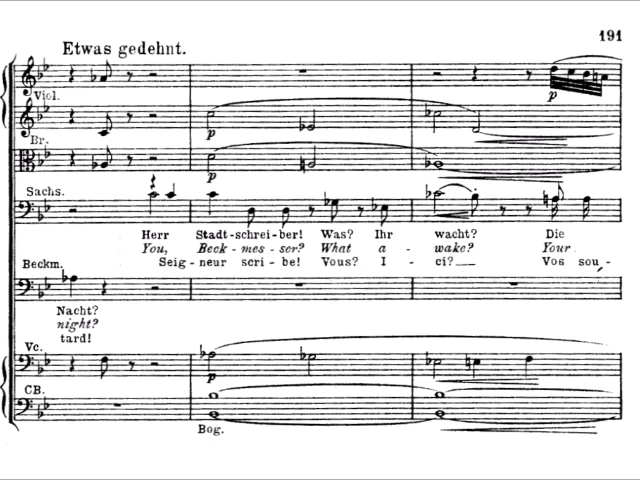 191
Etwas gedehnt.
Viol.
p
p
Br.
p
Sachs.
Herr Stadt-schrei-ber! Was? Ihr wacht? Die
You, Beck-mes-ser? What a-wake? Your
Seig-neur scri-be! Vous? I-ci? Vos sou-
Beckm.
Nacht?
night?
tard!
Vc.
p
CB.
Bog.